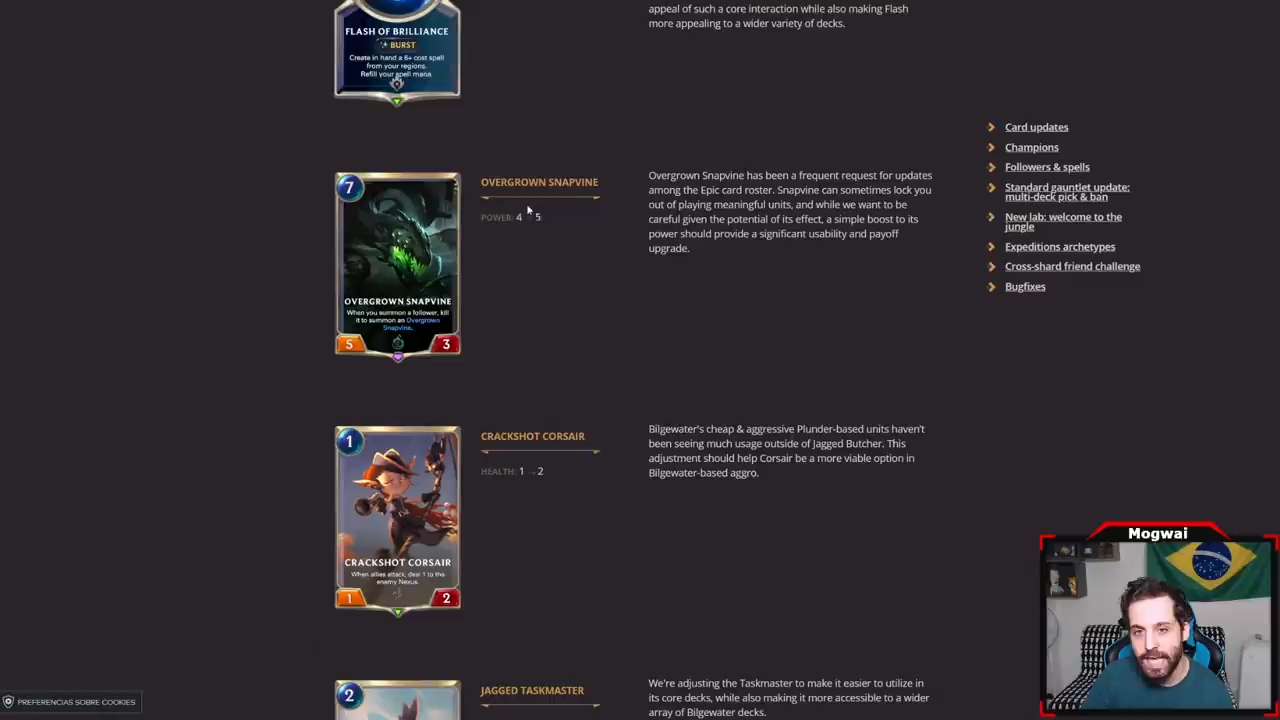 appeal of such a core interaction while also making Flash
more appealing to a wider variety of decks.
FLASH OF BRILLIANCE
BURST
Create in hand a 6+ cost spell
from your regions.
Refill your spell mana.
Card updates
Champions
Followers & spells
Standard gauntlet update:
multi-deck pick & ban
New lab: welcome to the
jungle
Expeditions archetypes
Cross-shard friend challenge
Bugfixes
7
OVERGROWN SNAPVINE
When you summon a follower, kill
it to summon an Overgrown
Snapvine.
5
3
OVERGROWN SNAPVINE
POWER: 4 5
Overgrown Snapvine has been a frequent request for updates
among the Epic card roster. Snapvine can sometimes lock you
out of playing meaningful units, and while we want to be
careful given the potential of its effect, a simple boost to its
power should provide a significant usability and payoff
upgrade.
1
CRACKSHOT CORSAIR
When allies attack, deal 1 to the
enemy Nexus.
1
2
CRACKSHOT CORSAIR
HEALTH: 1 → 2
Bilgewater's cheap & aggressive Plunder-based units haven't
been seeing much usage outside of Jagged Butcher. This
adjustment should help Corsair be a more viable option in
Bilgewater-based aggro.
2
JAGGED TASKMASTER
We're adjusting the Taskmaster to make it easier to utilize in
its core decks, while also making it more accessible to a wider
array of Bilgewater decks.
Mogwai
PREFERENCIAS SOBRE COOKIES